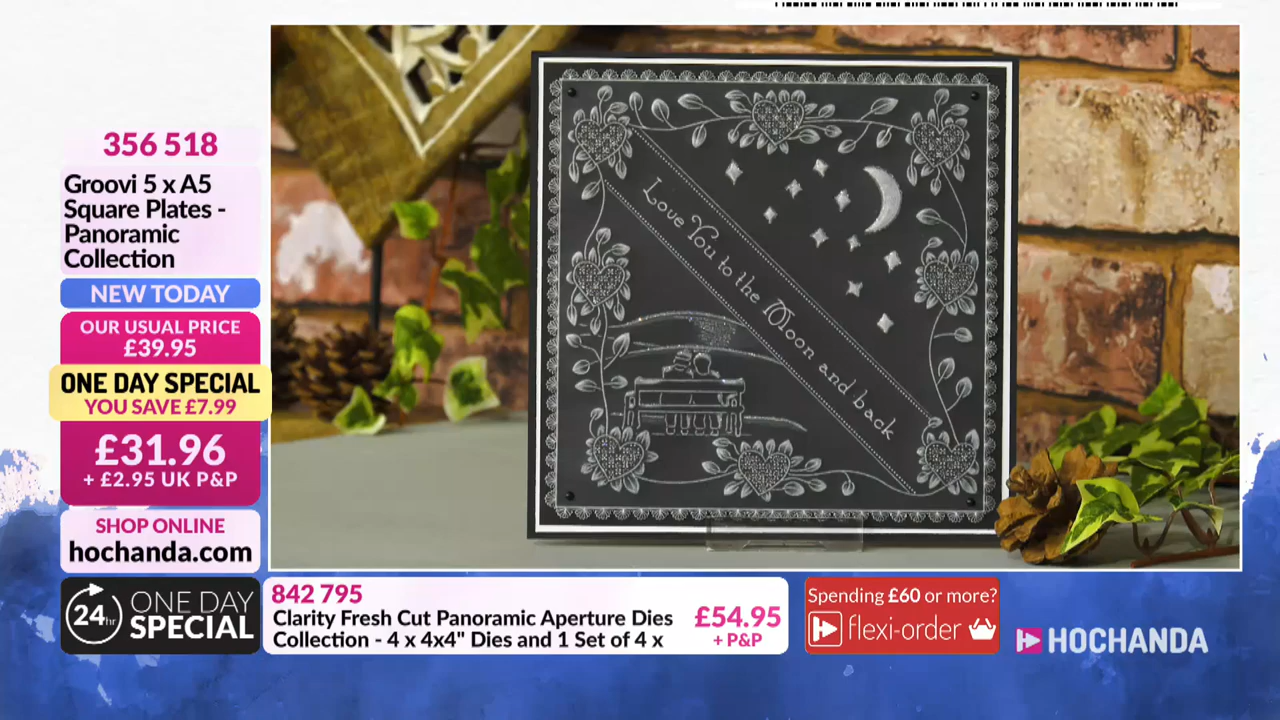 356 518
Groovi 5 x A5
Square Plates -
Panoramic
Collection
NEW TODAY
OUR USUAL PRICE
£39.95
ONE DAY SPECIAL
YOU SAVE £7.99
£31.96
+ £2.95 UK P&P
SHOP ONLINE
hochanda.com
24hr
ONE DAY
SPECIAL
Love You to the Moon and back
842 795
Clarity Fresh Cut Panoramic Aperture Dies
Collection - 4 x 4x4" Dies and 1 Set of 4 x
£54.95
+ P&P
Spending £60 or more?
flexi-order
HOCHANDA